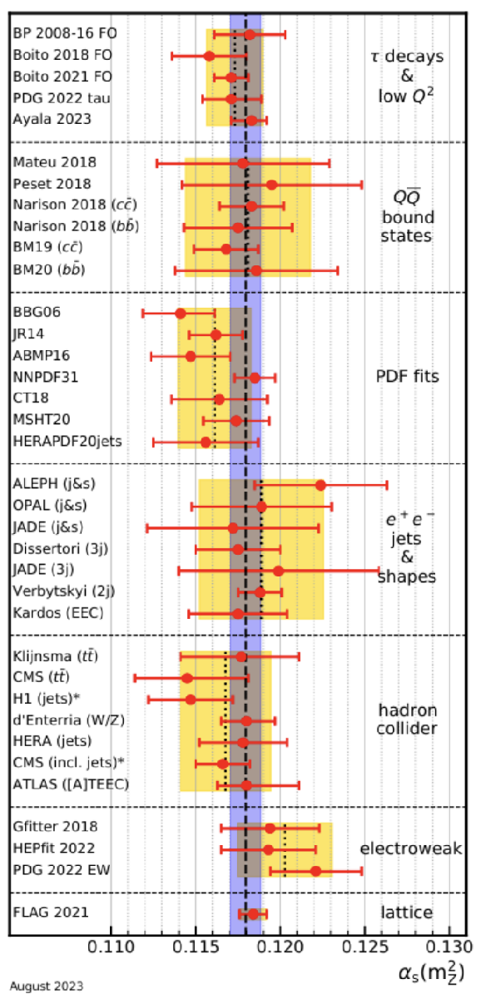 BP 2008-16 FO
Boito 2018 FO
Boito 2021 FO
PDG 2022 tau
Ayala 2023
τ decays
&
low Q²
Mateu 2018
Peset 2018
Narison 2018 (cc̄)
Narison 2018 (bb̄)
BM19 (cc̄)
BM20 (bb̄)
QQ̅
bound
states
BBG06
JR14
ABMP16
NNPDF31
CT18
MSHT20
HERAPDF20jets
PDF fits
ALEPH (j&s)
OPAL (j&s)
JADE (j&s)
Dissertori (3j)
JADE (3j)
Verbytskyi (2j)
Kardos (EEC)
e⁺e⁻
jets
&
shapes
Klijnsma (tt̄)
CMS (tt̄)
H1 (jets)*
d'Enterria (W/Z)
HERA (jets)
CMS (incl. jets)*
ATLAS ([A]TEEC)
hadron
collider
Gfitter 2018
HEPfit 2022
PDG 2022 EW
electroweak
FLAG 2021
lattice
0.110 0.115 0.120 0.125 0.130
αₛ(m²_Z)
August 2023